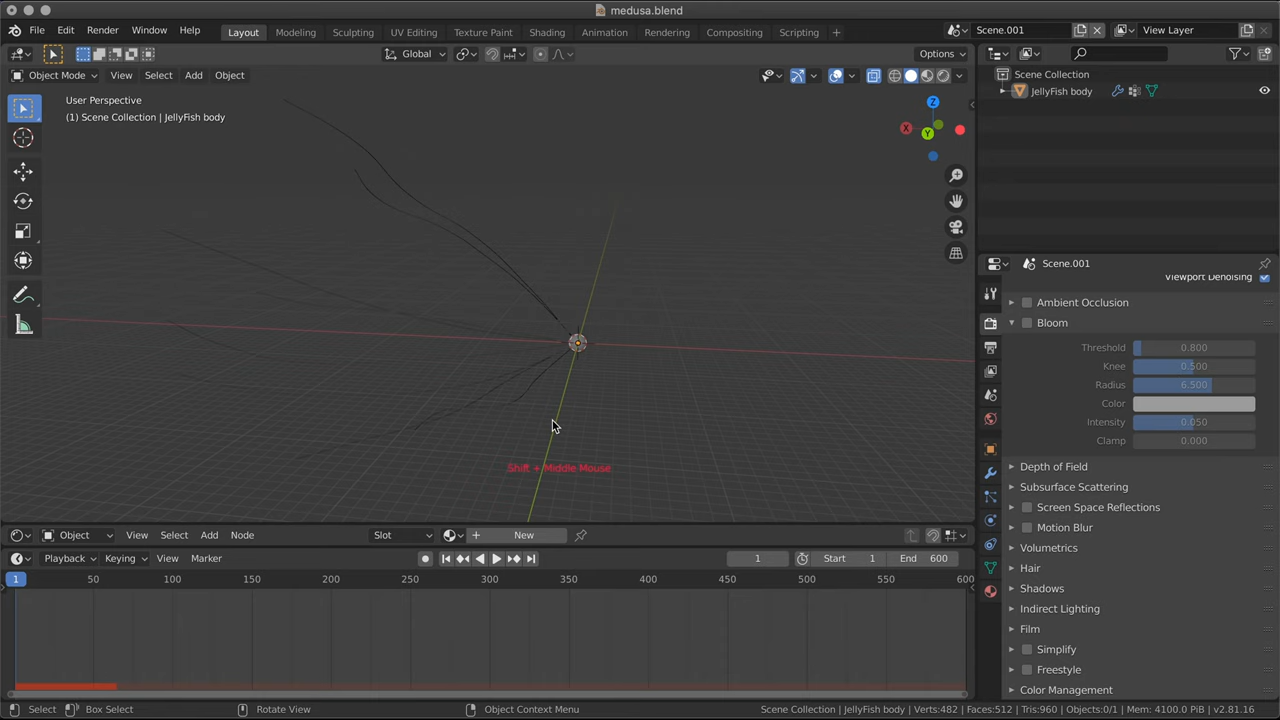 medusa.blend
File Edit Render Window Help Layout Modeling Sculpting UV Editing Texture Paint Shading Animation Rendering Compositing Scripting + Scene.001 View Layer
Global Options
Object Mode View Select Add Object
User Perspective
(1) Scene Collection | JellyFish body
Z
X
Y
Shift + Middle Mouse
Scene Collection
JellyFish body
Scene.001
Viewport Denoising
Ambient Occlusion
Bloom
Threshold 0.800
Knee 0.500
Radius 6.500
Color
Intensity 0.050
Clamp 0.000
Depth of Field
Subsurface Scattering
Screen Space Reflections
Motion Blur
Volumetrics
Hair
Shadows
Indirect Lighting
Film
Simplify
Freestyle
Color Management
Object View Select Add Node Slot + New
Playback Keying View Marker 1 Start 1 End 600
1 50 100 150 200 250 300 350 400 450 500 550 600
Select Box Select Rotate View Object Context Menu Scene Collection | JellyFish body | Verts:482 | Faces:512 | Tris:960 | Objects:0/1 | Mem: 4100.0 PiB | v2.81.16